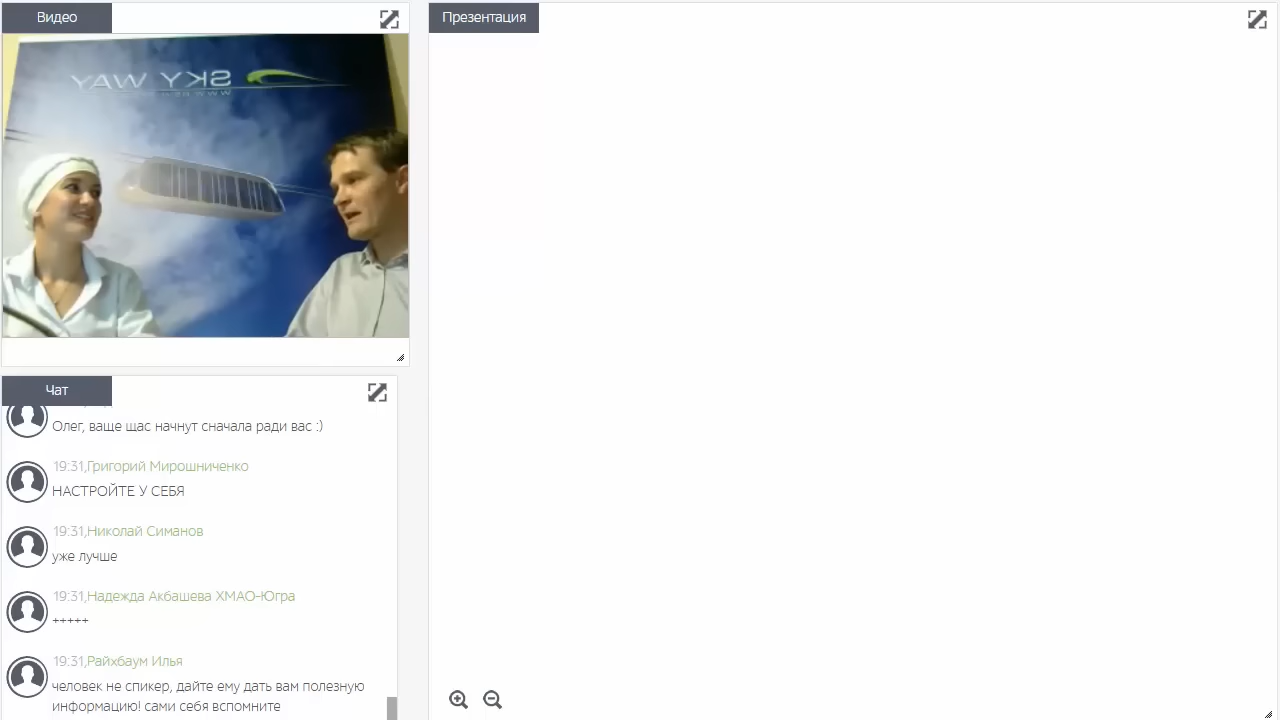 Видео
Презентация
SKY WAY
Чат
Олег, ваще щас начнут сначала ради вас :)
19:31,Григорий Мирошниченко
НАСТРОЙТЕ У СЕБЯ
19:31,Николай Симанов
уже лучше
19:31,Надежда Акбашева ХМАО-Югра
+++++
19:31,Райхбаум Илья
человек не спикер, дайте ему дать вам полезную
информацию! сами себя вспомните